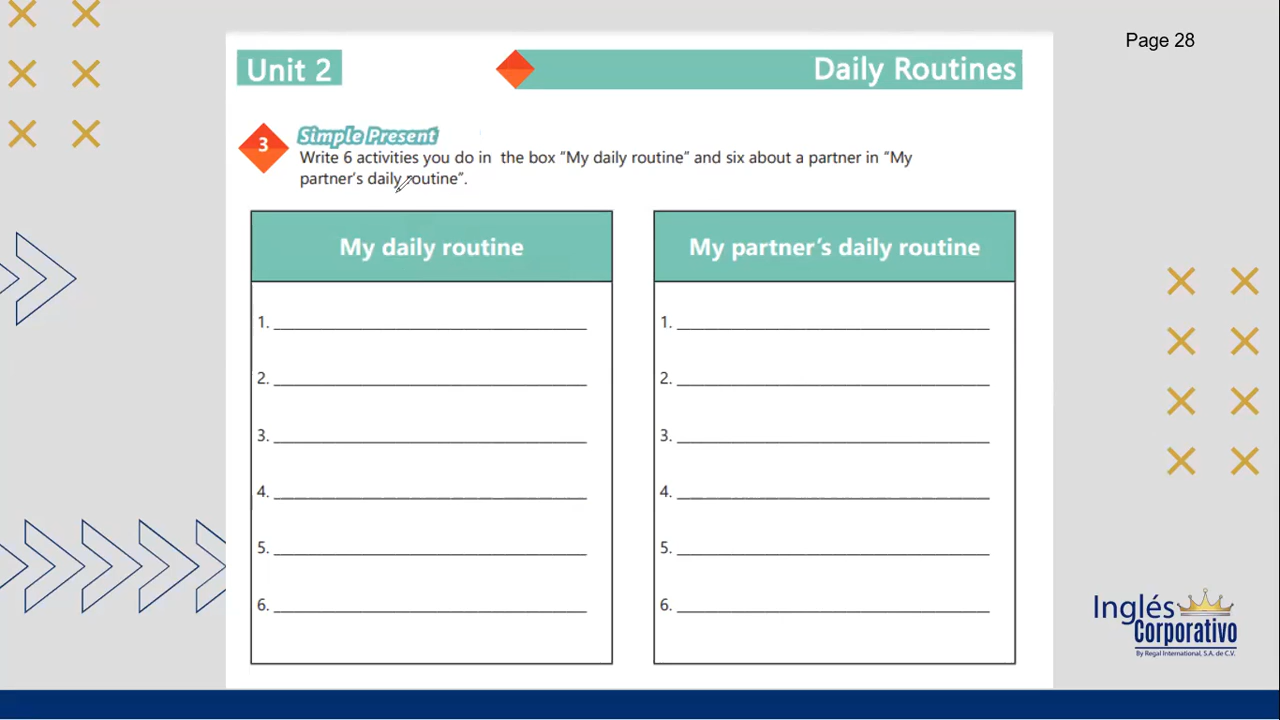 Page 28
Unit 2
Daily Routines
3
Simple Present
Write 6 activities you do in the box “My daily routine” and six about a partner in “My
partner’s daily routine”.
My daily routine
1.
2.
3.
4.
5.
6.
My partner’s daily routine
1.
2.
3.
4.
5.
6.
Inglés
Corporativo
By Regal International, S.A. de C.V.